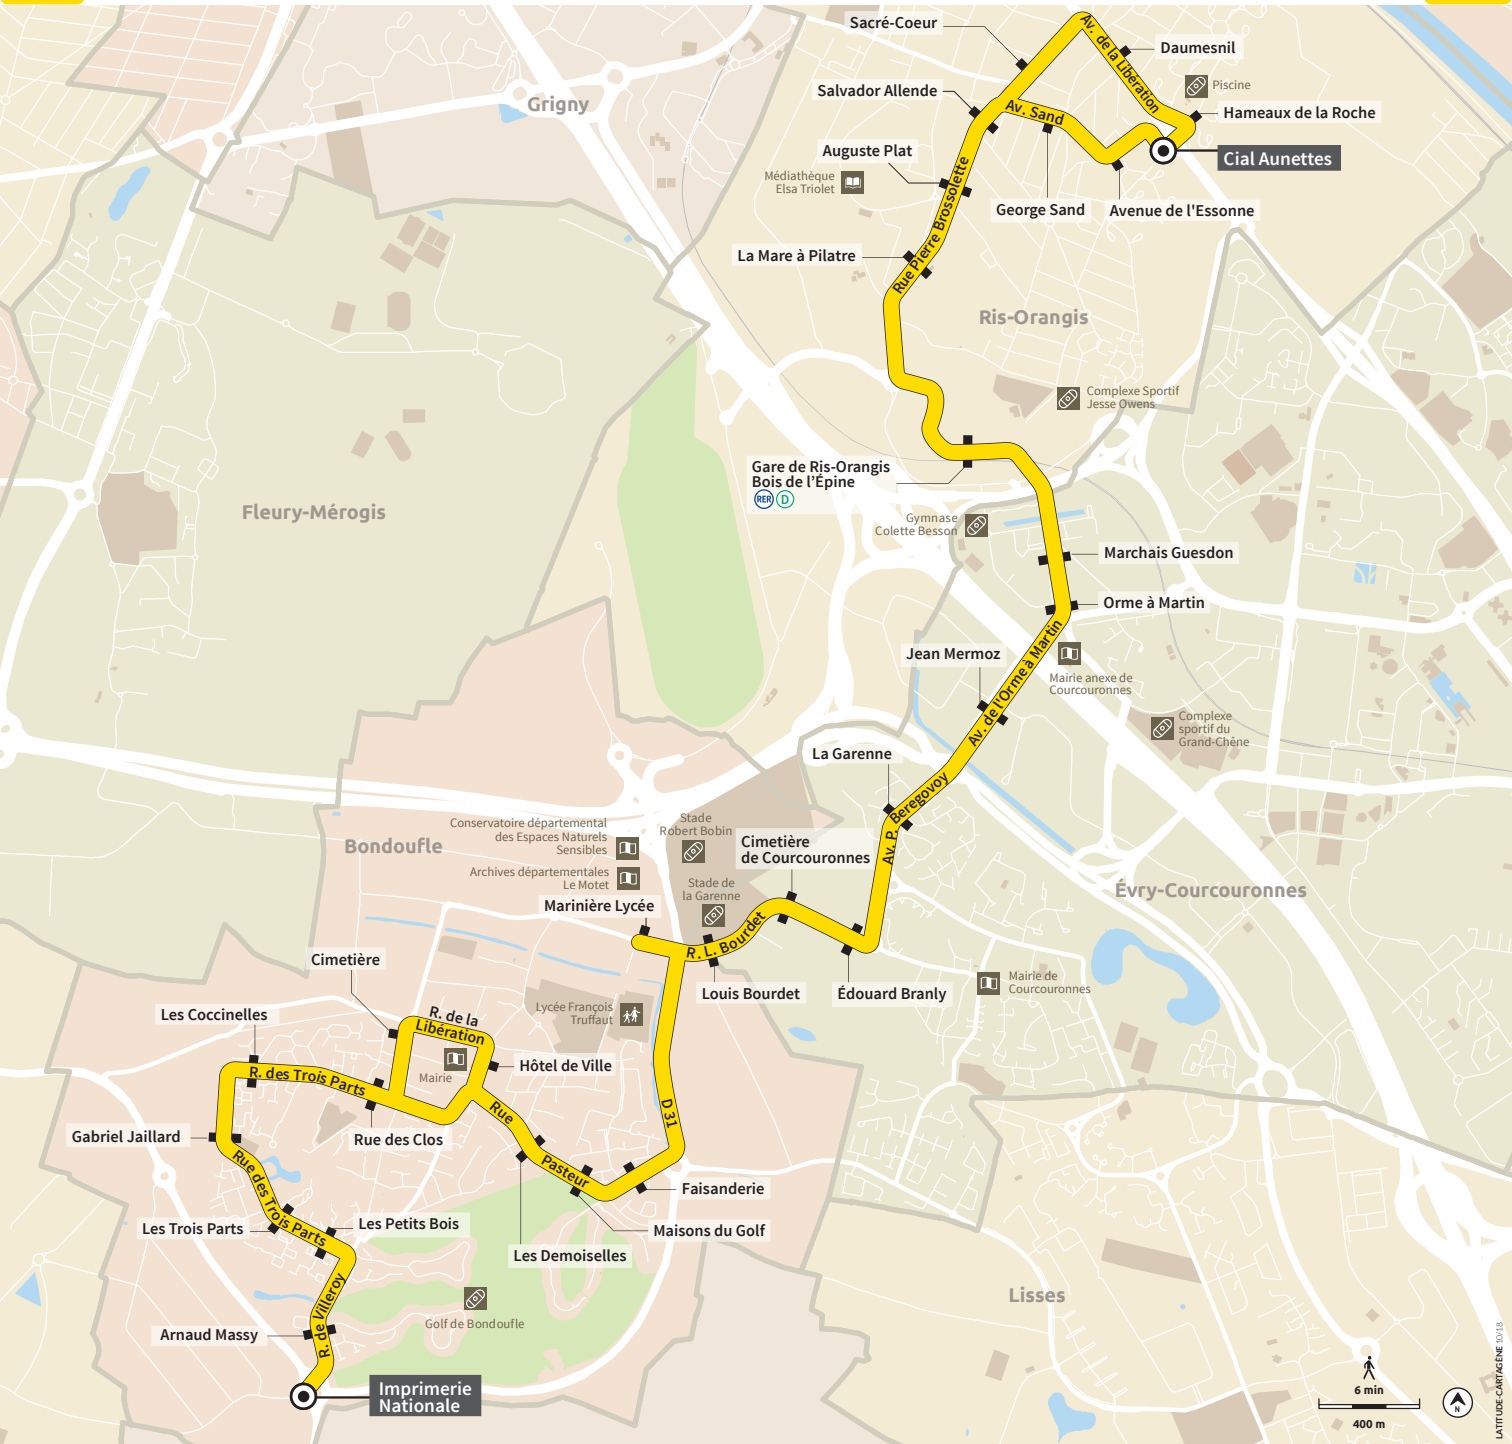 Sacré-Coeur
Av. de la Libération
Daumesnil
Piscine
Grigny
Salvador Allende
Av. Sand
Hameaux de la Roche
Auguste Plat
Cial Aunettes
Médiathèque
Elsa Triolet
George Sand
Avenue de l'Essonne
Rue Pierre Brossolette
La Mare à Pilatre
Ris-Orangis
Complexe Sportif
Jesse Owens
Gare de Ris-Orangis
Bois de l'Épine
RER D
Fleury-Mérogis
Gymnase
Colette Besson
Marchais Guesdon
Orme à Martin
Jean Mermoz
Av. de l'Orme à Martin
Mairie anexe de
Courcouronnes
Complexe
sportif du
Grand-Chêne
La Garenne
Av. P. Beregovoy
Stade
Robert Bobin
Conservatoire départemental
des Espaces Naturels
Sensibles
Cimetière
de Courcouronnes
Bondoufle
Archives départementales
Le Motet
Stade de
la Garenne
Évry-Courcouronnes
Marinière Lycée
R. L. Bourdet
Cimetière
Louis Bourdet
Édouard Branly
Mairie de
Courcouronnes
Les Coccinelles
R. de la
Libération
Lycée François
Truffaut
Hôtel de Ville
Mairie
R. des Trois Parts
Rue
Pasteur
D 31
Gabriel Jaillard
Rue des Clos
Rue des Trois Parts
Faisanderie
Les Trois Parts
Les Petits Bois
Maisons du Golf
Les Demoiselles
R. de Villeroy
Golf de Bondoufle
Lisses
Arnaud Massy
Imprimerie
Nationale
6 min
400 m
N
LATITUDE-CARTAGÈNE 10/18